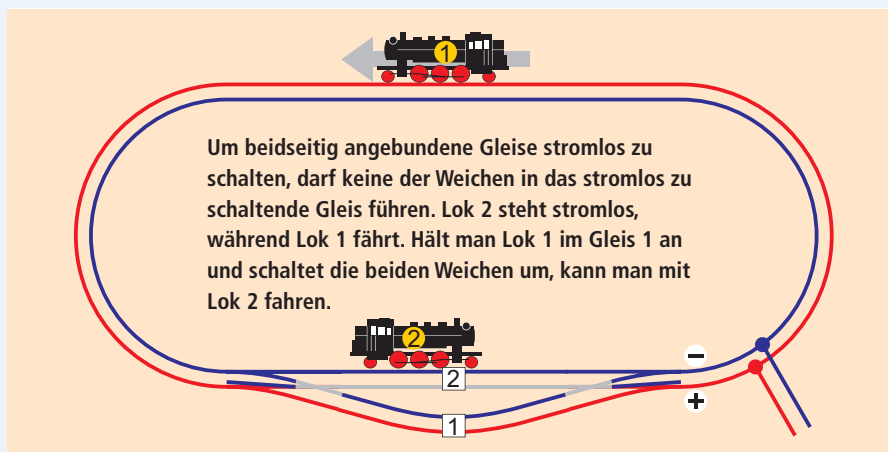 1
Um beidseitig angebundene Gleise stromlos zu
schalten, darf keine der Weichen in das stromlos zu
schaltende Gleis führen. Lok 2 steht stromlos,
während Lok 1 fährt. Hält man Lok 1 im Gleis 1 an
und schaltet die beiden Weichen um, kann man mit
Lok 2 fahren.
2
−
2
+
1